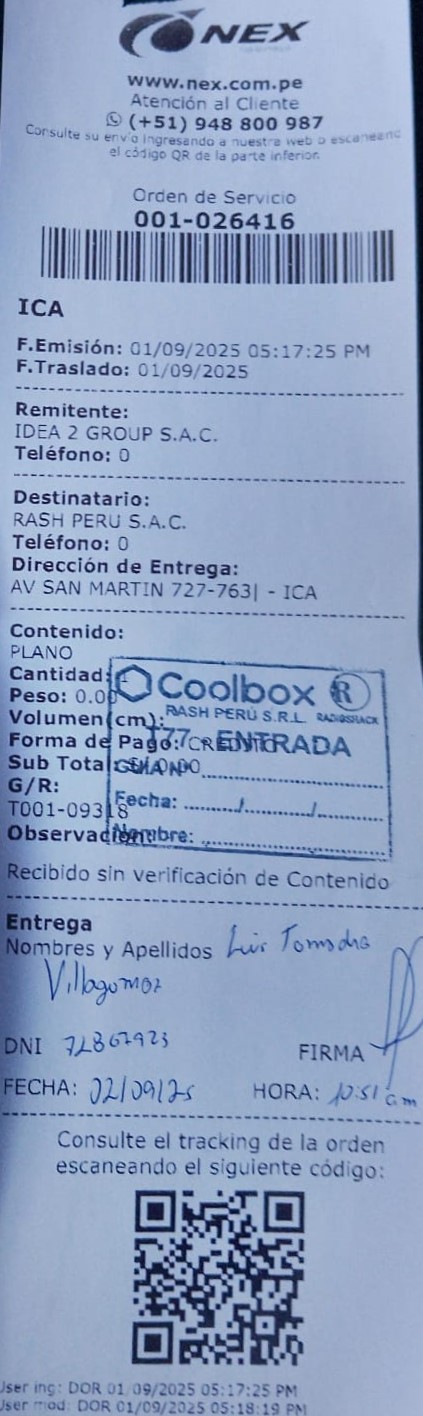 NEX
www.nex.com.pe
Atención al Cliente
(+51) 948 800 987
Consulte su envío ingresando a nuestra web o escaneando
el código QR de la parte inferior.
Orden de Servicio
001-026416
ICA
F.Emisión: 01/09/2025 05:17:25 PM
F.Traslado: 01/09/2025
Remitente:
IDEA 2 GROUP S.A.C.
Teléfono: 0
Destinatario:
RASH PERU S.A.C.
Teléfono: 0
Dirección de Entrega:
AV SAN MARTIN 727-763| - ICA
Contenido:
PLANO
Cantidad:
Peso: 0.00
Volumen(cm):
Forma de Pago: CREDITO
Sub Total:
G/R:
T001-09318
Observación:
Coolbox R
RASH PERÚ S.R.L. RADIOSHACK
T77 ENTRADA
GUIA N°
Fecha: ......../......../........
Nombre: ........................
Recibido sin verificación de Contenido
Entrega
Nombres y Apellidos Luis
Villagomez
DNI
FIRMA
FECHA: 02/09/25 HORA: 10:51 am
Consulte el tracking de la orden
escaneando el siguiente código:
User ing: DOR 01/09/2025 05:17:25 PM
User mod: DOR 01/09/2025 05:18:19 PM